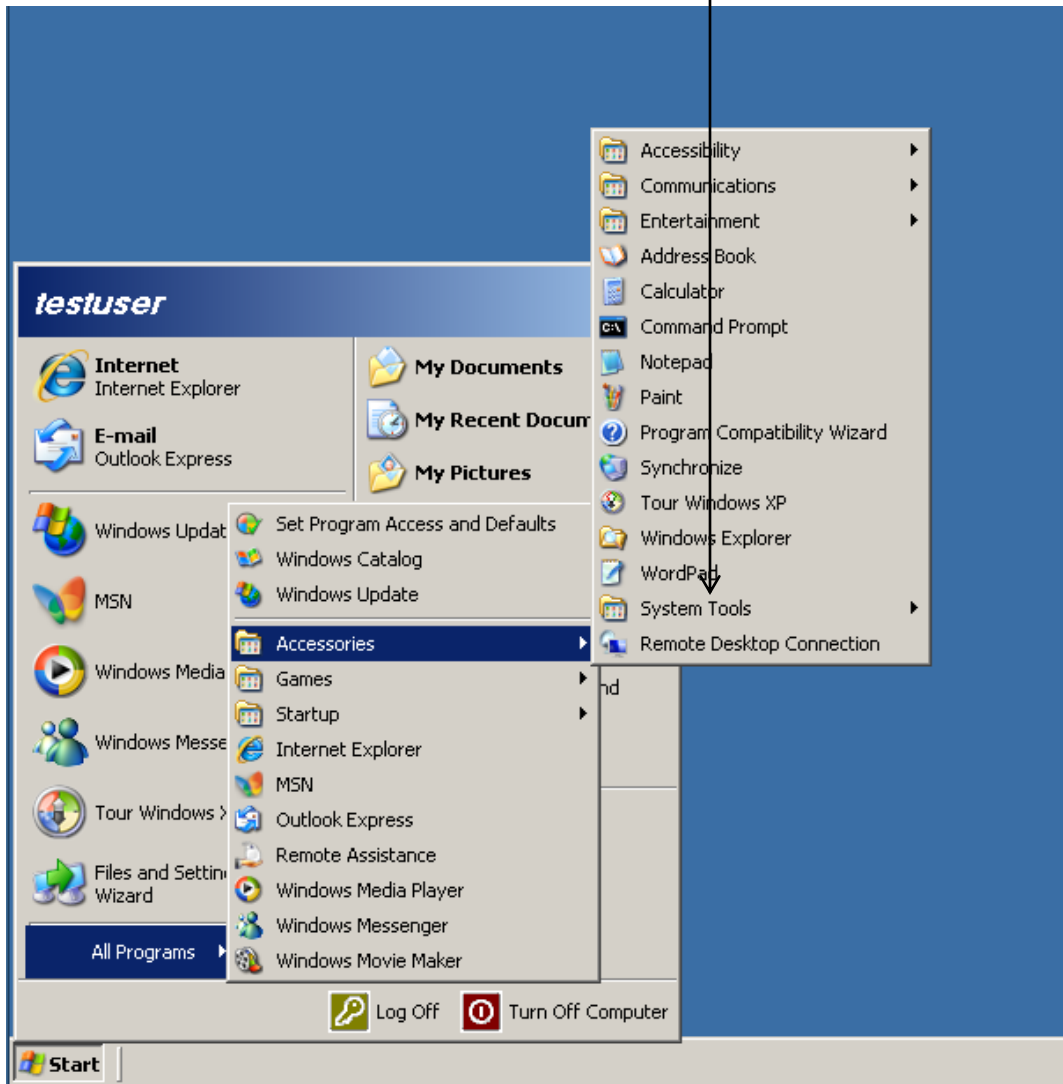 testuser
Internet
Internet Explorer
E-mail
Outlook Express
Windows Updat
MSN
Windows Media
Windows Messe
Tour Windows
Files and Settin
Wizard
All Programs
My Documents
My Recent Docum
My Pictures
nd
Set Program Access and Defaults
Windows Catalog
Windows Update
Accessories
Games
Startup
Internet Explorer
MSN
Outlook Express
Remote Assistance
Windows Media Player
Windows Messenger
Windows Movie Maker
Accessibility
Communications
Entertainment
Address Book
Calculator
C:\
Command Prompt
Notepad
Paint
Program Compatibility Wizard
Synchronize
Tour Windows XP
Windows Explorer
WordPad
System Tools
Remote Desktop Connection
Log Off
Turn Off Computer
Start